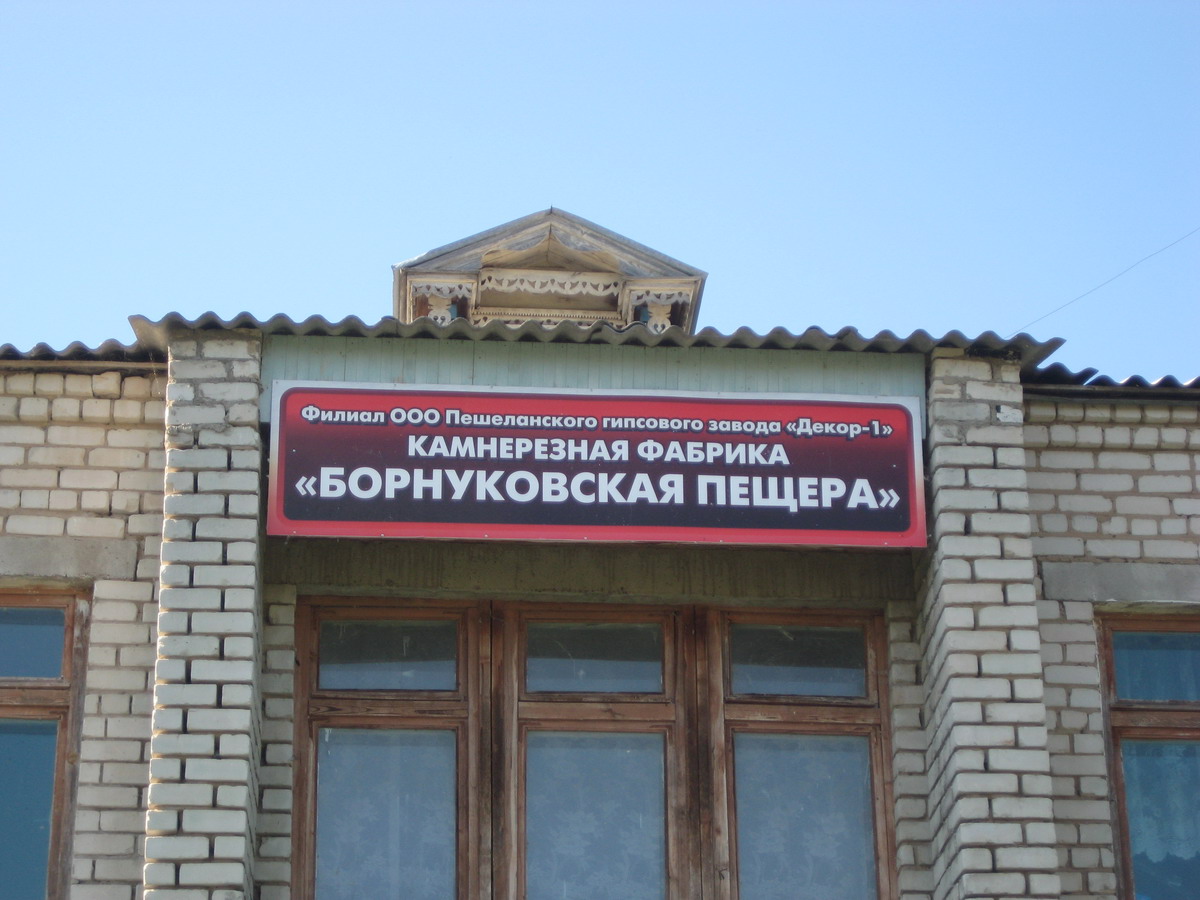 Филиал ООО Пешеланского гипсового завода «Декор-1»
КАМНЕРЕЗНАЯ ФАБРИКА
«БОРНУКОВСКАЯ ПЕЩЕРА»